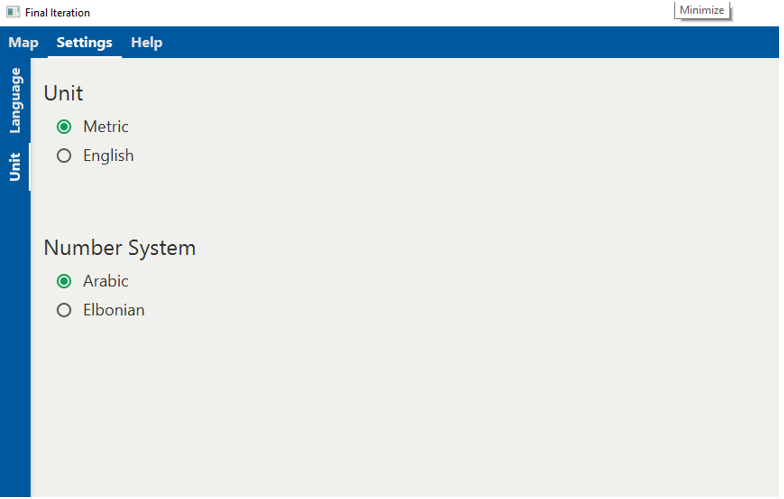 Final Iteration
Minimize
Map Settings Help
Language
Unit
Unit
Metric
English
Number System
Arabic
Elbonian